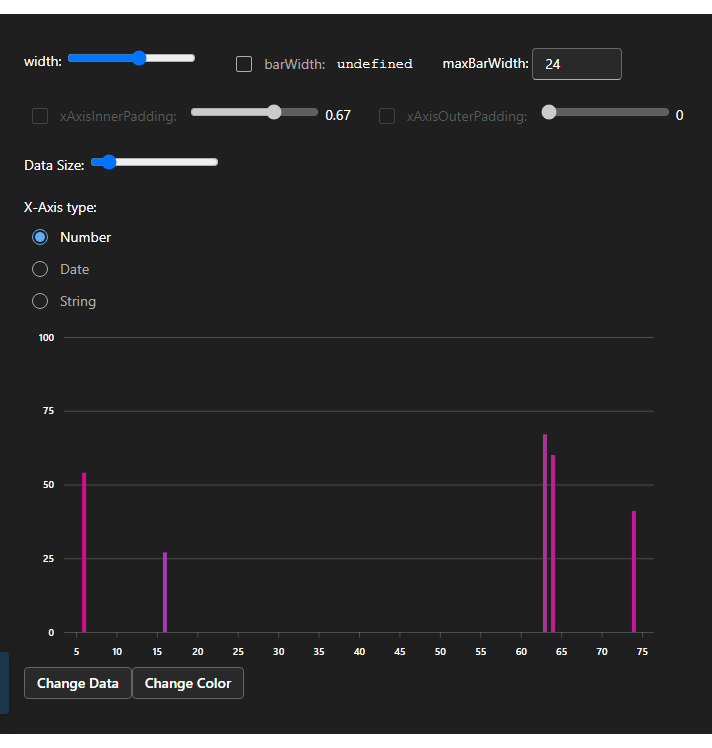 width: barWidth: undefined maxBarWidth: 24
xAxisInnerPadding: 0.67 xAxisOuterPadding: 0
Data Size:
X-Axis type:
Number
Date
String
100
75
50
25
0
5 10 15 20 25 30 35 40 45 50 55 60 65 70 75
Change Data Change Color